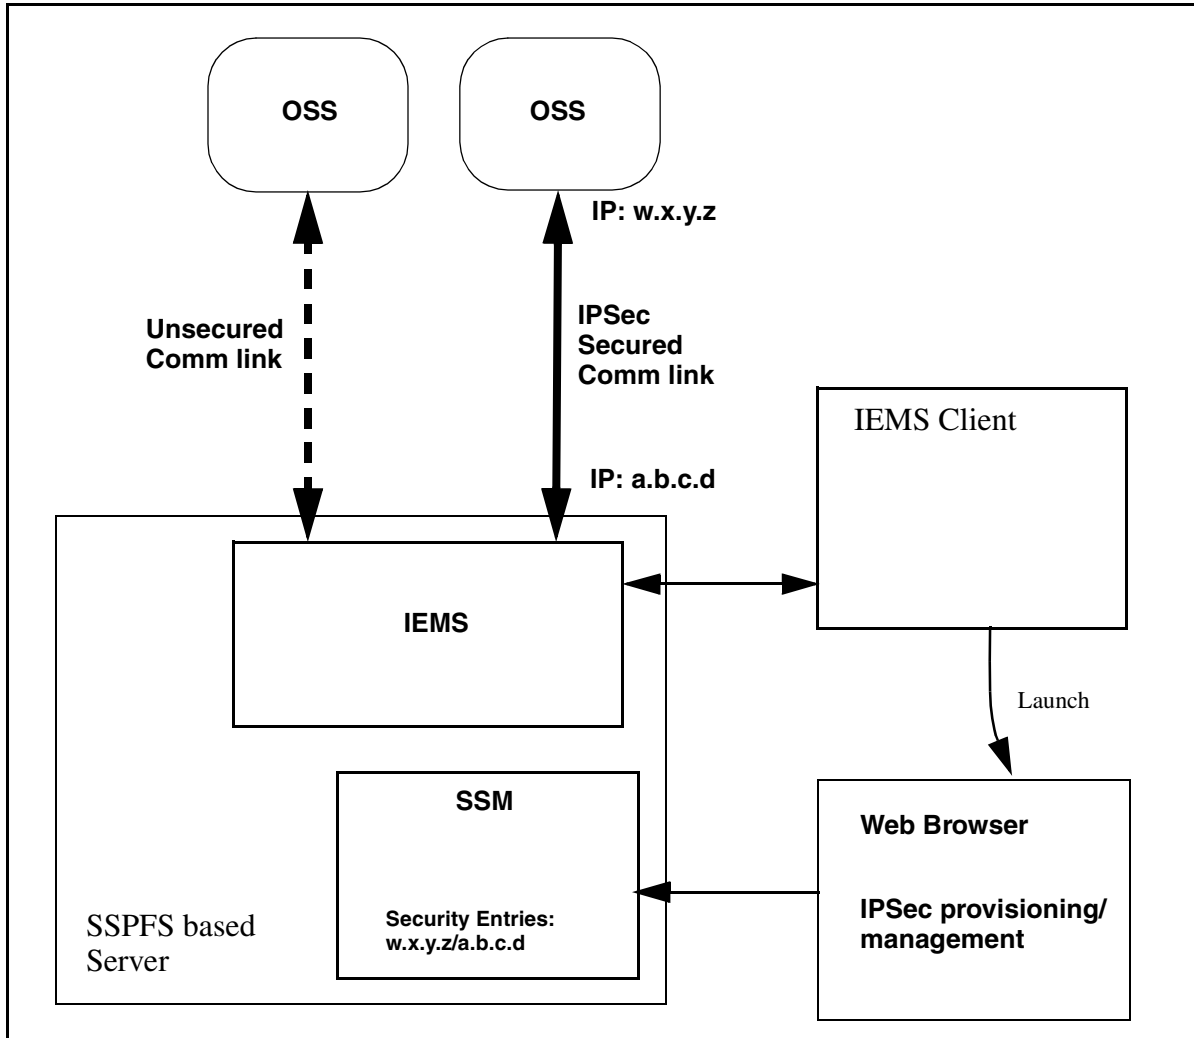 OSS
OSS
IP: w.x.y.z
Unsecured
Comm link
IPSec
Secured
Comm link
IP: a.b.c.d
IEMS Client
IEMS
Launch
SSM
Web Browser
Security Entries:
w.x.y.z/a.b.c.d
IPSec provisioning/
management
SSPFS based
Server